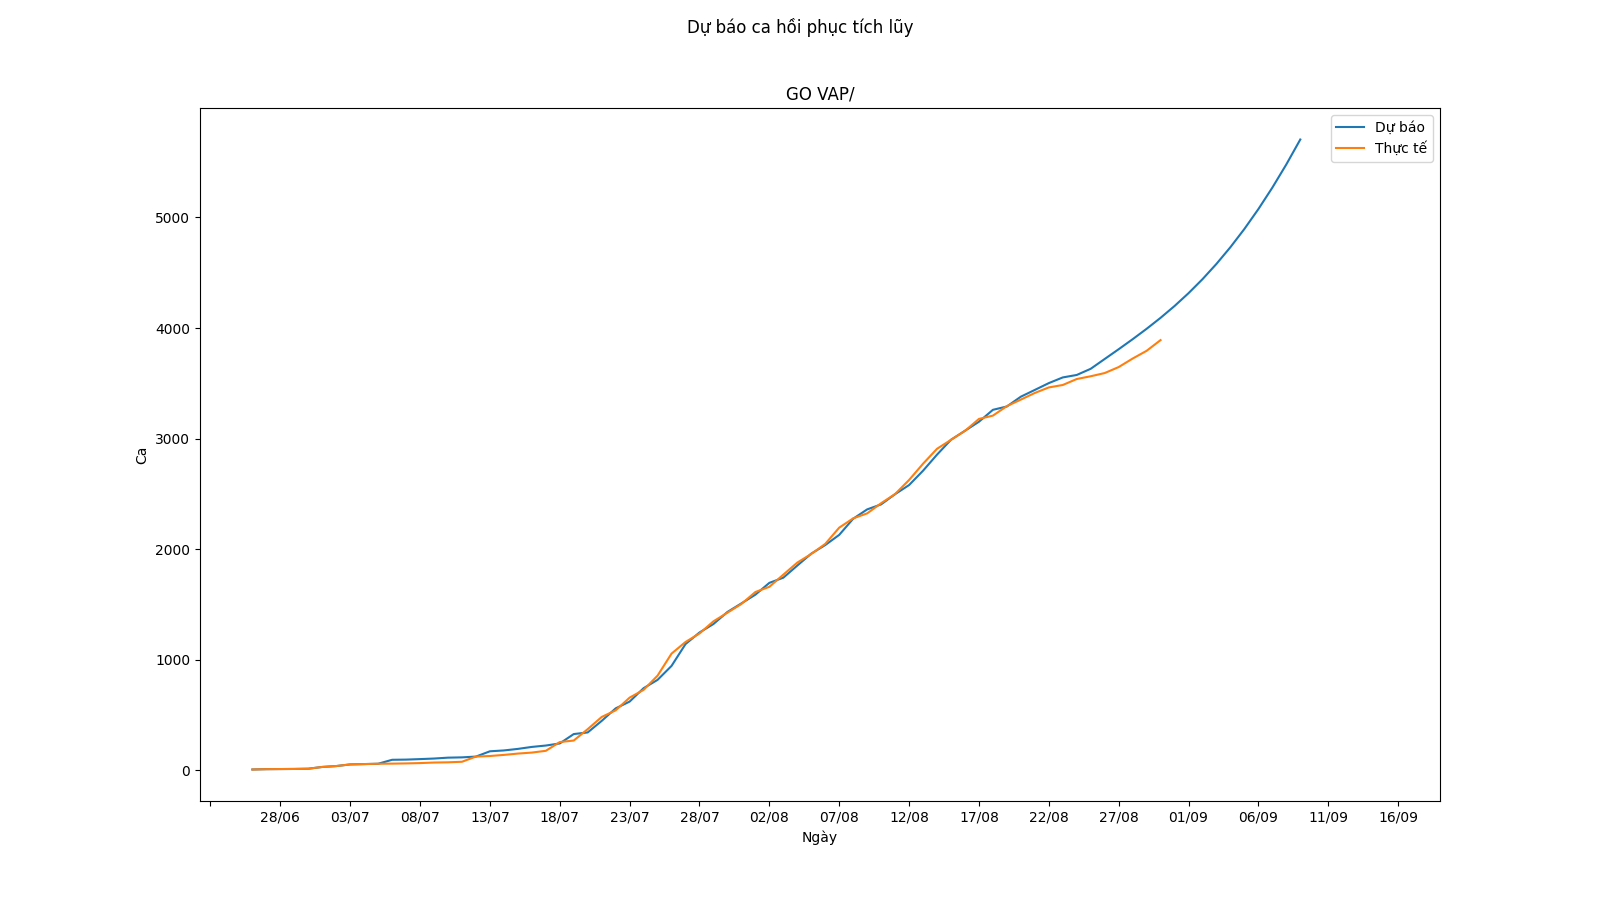 Dự báo ca hồi phục tích lũy
GO VAP/
Dự báo
Thực tế
5000
4000
3000
2000
1000
0
Ca
28/06 03/07 08/07 13/07 18/07 23/07 28/07 02/08 07/08 12/08 17/08 22/08 27/08 01/09 06/09 11/09 16/09
Ngày